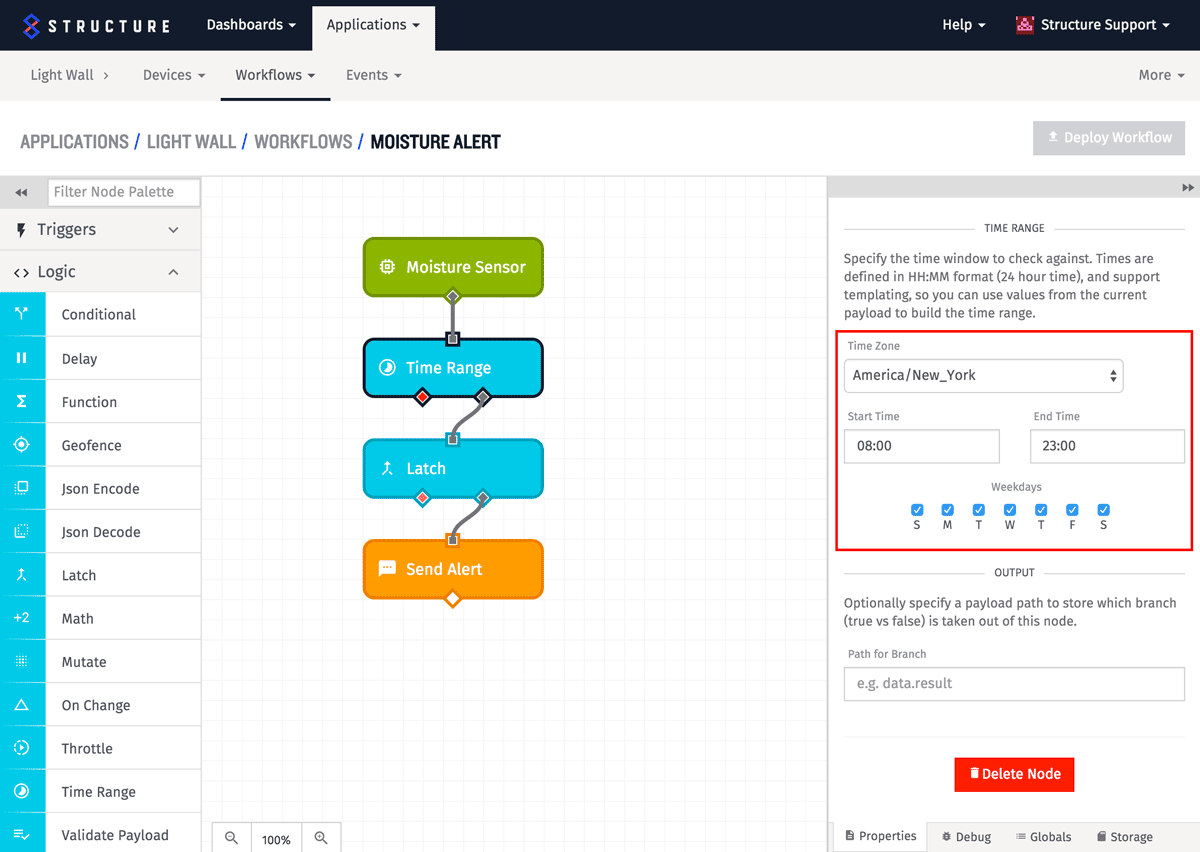 STRUCTURE Dashboards Applications Help Structure Support
Light Wall > Devices Workflows Events More
APPLICATIONS / LIGHT WALL / WORKFLOWS / MOISTURE ALERT
Deploy Workflow
Filter Node Palette
Triggers
Logic
Conditional
Delay
Function
Geofence
Json Encode
Json Decode
Latch
+2 Math
Mutate
On Change
Throttle
Time Range
Validate Payload
Moisture Sensor
Time Range
Latch
Send Alert
100%
TIME RANGE
Specify the time window to check against. Times are
defined in HH:MM format (24 hour time), and support
templating, so you can use values from the current
payload to build the time range.
Time Zone
America/New_York
Start Time End Time
08:00 23:00
Weekdays
S M T W T F S
OUTPUT
Optionally specify a payload path to store which branch
(true vs false) is taken out of this node.
Path for Branch
e.g. data.result
Delete Node
Properties Debug Globals Storage